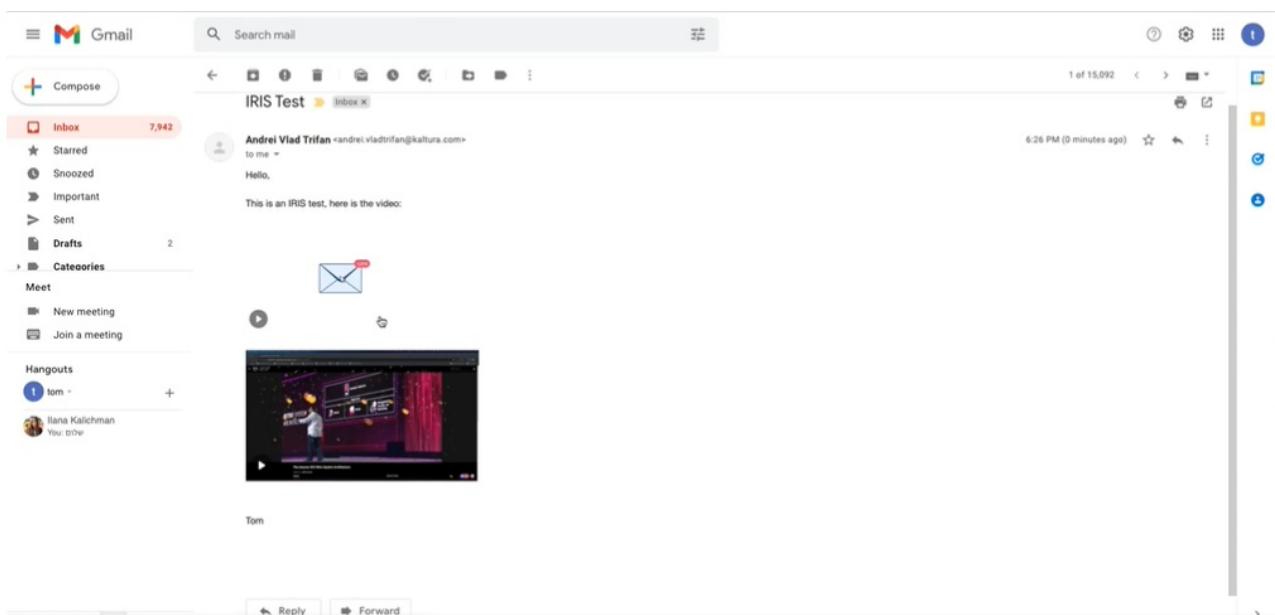 Gmail
Search mail
Compose
1 of 15,092
IRIS Test
Inbox ×
Inbox 7,942
Starred
Snoozed
Important
Sent
Drafts 2
Categories
Andrei Vlad Trifan <andrei.vladtrifan@kaltura.com>
6:26 PM (0 minutes ago)
to me
Hello,
This is an IRIS test, here is the video:
Meet
New meeting
Join a meeting
Hangouts
t
tom
+
Ilana Kalichman
You: שלום
Tom
Reply
Forward
t